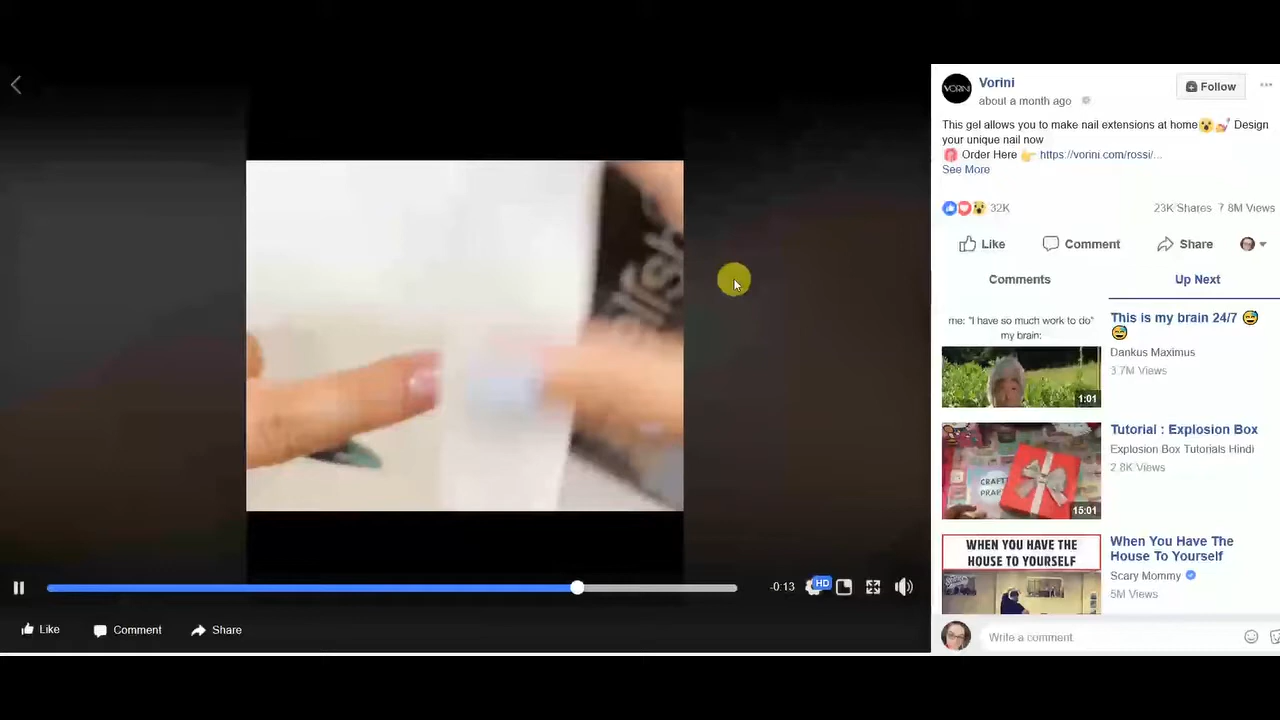 Vorini
VORINI
Follow
about a month ago
This gel allows you to make nail extensions at home😮💅 Design
your unique nail now
Order Here 👉 https://vorini.com/rossi/...
See More
32K
23K Shares
8M Views
Like
Comment
Share
Comments
Up Next
me: "I have so much work to do"
my brain:
1:01
This is my brain 24/7 😅
😅
Dankus Maximus
3.7M Views
15:01
Tutorial : Explosion Box
Explosion Box Tutorials Hindi
2.8K Views
WHEN YOU HAVE THE
HOUSE TO YOURSELF
When You Have The
House To Yourself
Scary Mommy
5M Views
-0:13
HD
Like
Comment
Share
Write a comment